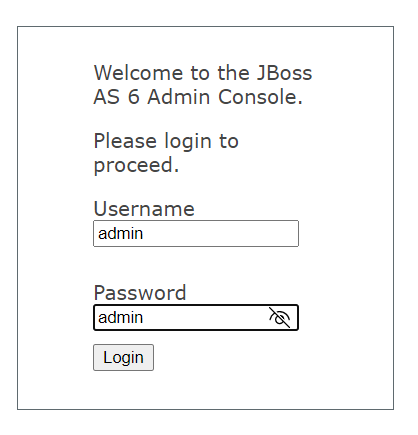 Welcome to the JBoss
AS 6 Admin Console.
Please login to
proceed.
Username
admin
Password
admin
Login